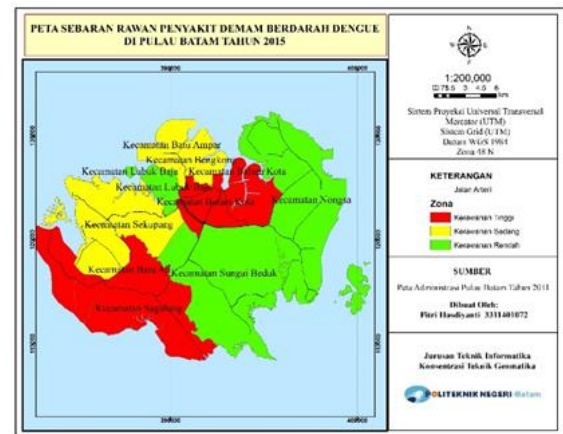 PETA SEBARAN RAWAN PENYAKIT DEMAM BERDARAH DENGUE
DI PULAU BATAM TAHUN 2015
Kecamatan Batu Ampar
Kecamatan Bengkong
Kecamatan Lubuk Baja
Kecamatan Batam Kota
Kecamatan Lubuk Baja
Kecamatan Batam Kota
Kecamatan Nongsa
Kecamatan Sekupang
Kecamatan Batu Aji
Kecamatan Sungai Beduk
Kecamatan Sagulung
N
1:200,000
km
Sistem Proyeksi Universal Transversal
Mercator (UTM)
Sistem Grid (UTM)
Datum WGS 1984
Zona 48 N
KETERANGAN
Jalan Arteri
Zona
Kerawanan Tinggi
Kerawanan Sedang
Kerawanan Rendah
SUMBER
Peta Administrasi Pulau Batam Tahun 2011
Dibuat Oleh:
Fitri Hasdiyanti 3311401072
Jurusan Teknik Informatika
Konsentrasi Teknik Geomatika
POLITEKNIK NEGERI Batam